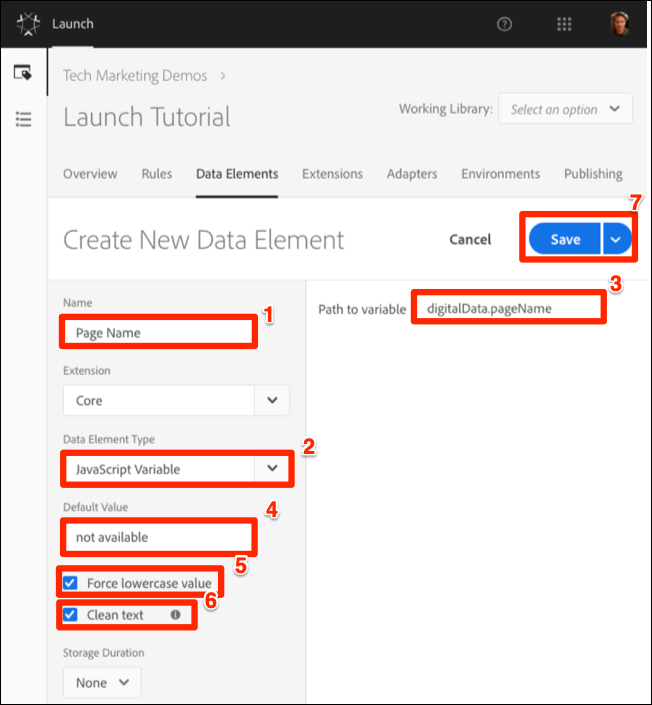 Launch
Tech Marketing Demos >
Launch Tutorial
Working Library: Select an option
Overview Rules Data Elements Extensions Adapters Environments Publishing
7
Create New Data Element
Cancel Save
3
Name
1
Page Name
Path to variable digitalData.pageName
Extension
Core
Data Element Type
2
JavaScript Variable
Default Value
4
not available
5
Force lowercase value
6
Clean text
Storage Duration
None